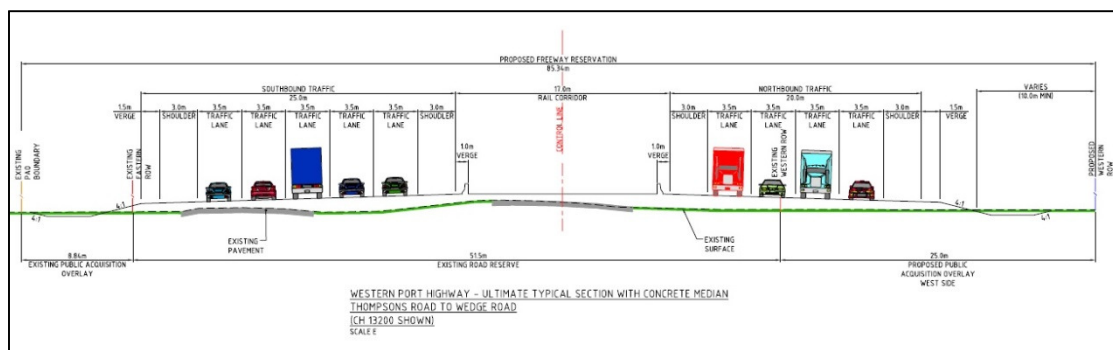 PROPOSED FREEWAY RESERVATION
85.34m
SOUTHBOUND TRAFFIC
25.0m
17.0m
RAIL CORRIDOR
NORTHBOUND TRAFFIC
20.0m
VARIES
(10.0m MIN)
1.5m
VERGE
3.0m
SHOULDER
3.5m
TRAFFIC
LANE
3.5m
TRAFFIC
LANE
3.5m
TRAFFIC
LANE
3.5m
TRAFFIC
LANE
3.5m
TRAFFIC
LANE
3.0m
SHOUDLER
1.0m
VERGE
CONTROL LINE
1.0m
VERGE
3.0m
SHOULDER
3.5m
TRAFFIC
LANE
3.5m
TRAFFIC
LANE
3.5m
TRAFFIC
LANE
3.5m
TRAFFIC
LANE
3.0m
SHOULDER
1.5m
VERGE
EXISTING
PAO
BOUNDARY
EXISTING
EASTERN
ROW
EXISTING
WESTERN ROW
PROPOSED
WESTERN
ROW
4:1
4:1
4:1
4:1
EXISTING
PAVEMENT
EXISTING
SURFACE
8.84m
EXISTING PUBLIC ACQUISITION
OVERLAY
51.5m
EXISTING ROAD RESERVE
25.0m
PROPOSED PUBLIC
ACQUISITION OVERLAY
WEST SIDE
WESTERN PORT HIGHWAY - ULTIMATE TYPICAL SECTION WITH CONCRETE MEDIAN
THOMPSONS ROAD TO WEDGE ROAD
(CH 13200 SHOWN)
SCALE E